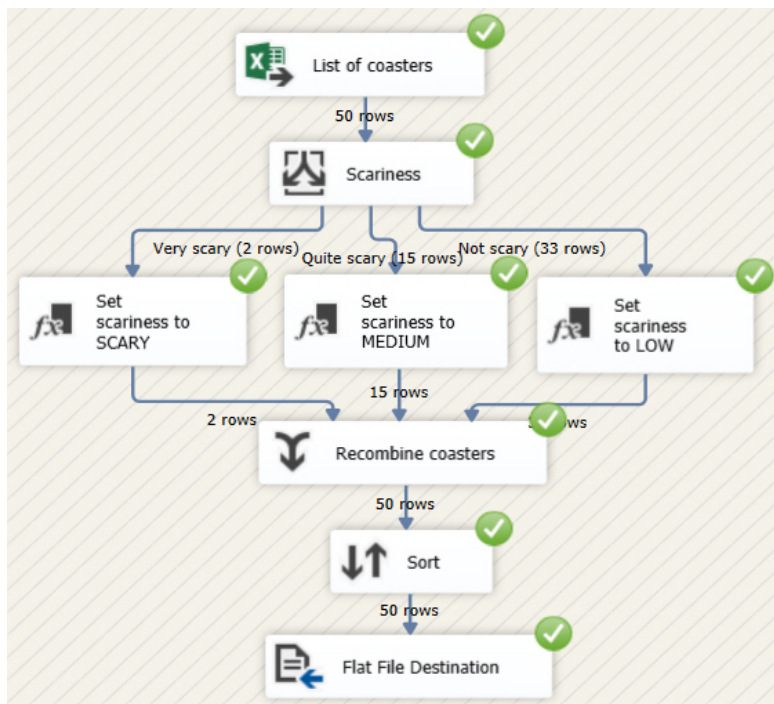 List of coasters
50 rows
Scariness
Very scary (2 rows)
Quite scary (15 rows)
Not scary (33 rows)
Set
scariness to
SCARY
Set
scariness to
MEDIUM
Set
scariness
to LOW
2 rows
15 rows
rows
Recombine coasters
50 rows
Sort
50 rows
Flat File Destination